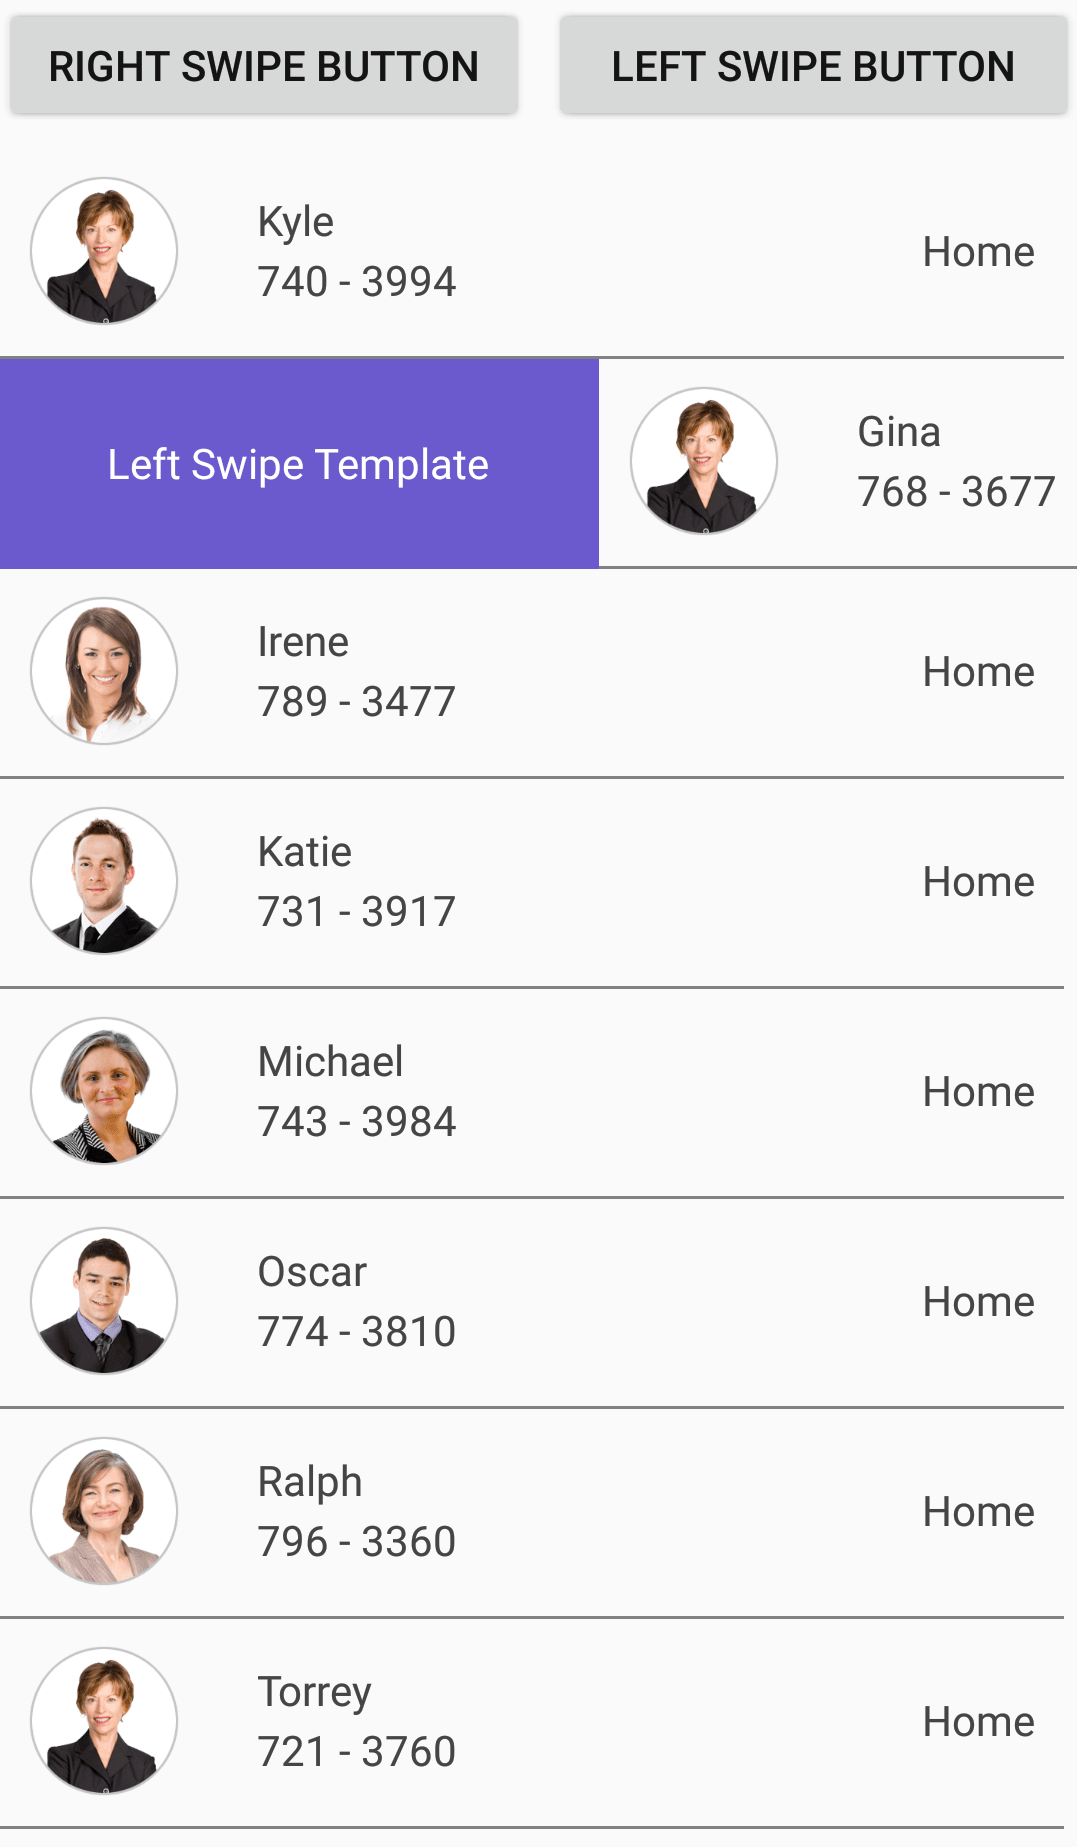 RIGHT SWIPE BUTTON
LEFT SWIPE BUTTON
Kyle
740 - 3994
Home
Left Swipe Template
Gina
768 - 3677
Irene
789 - 3477
Home
Katie
731 - 3917
Home
Michael
743 - 3984
Home
Oscar
774 - 3810
Home
Ralph
796 - 3360
Home
Torrey
721 - 3760
Home